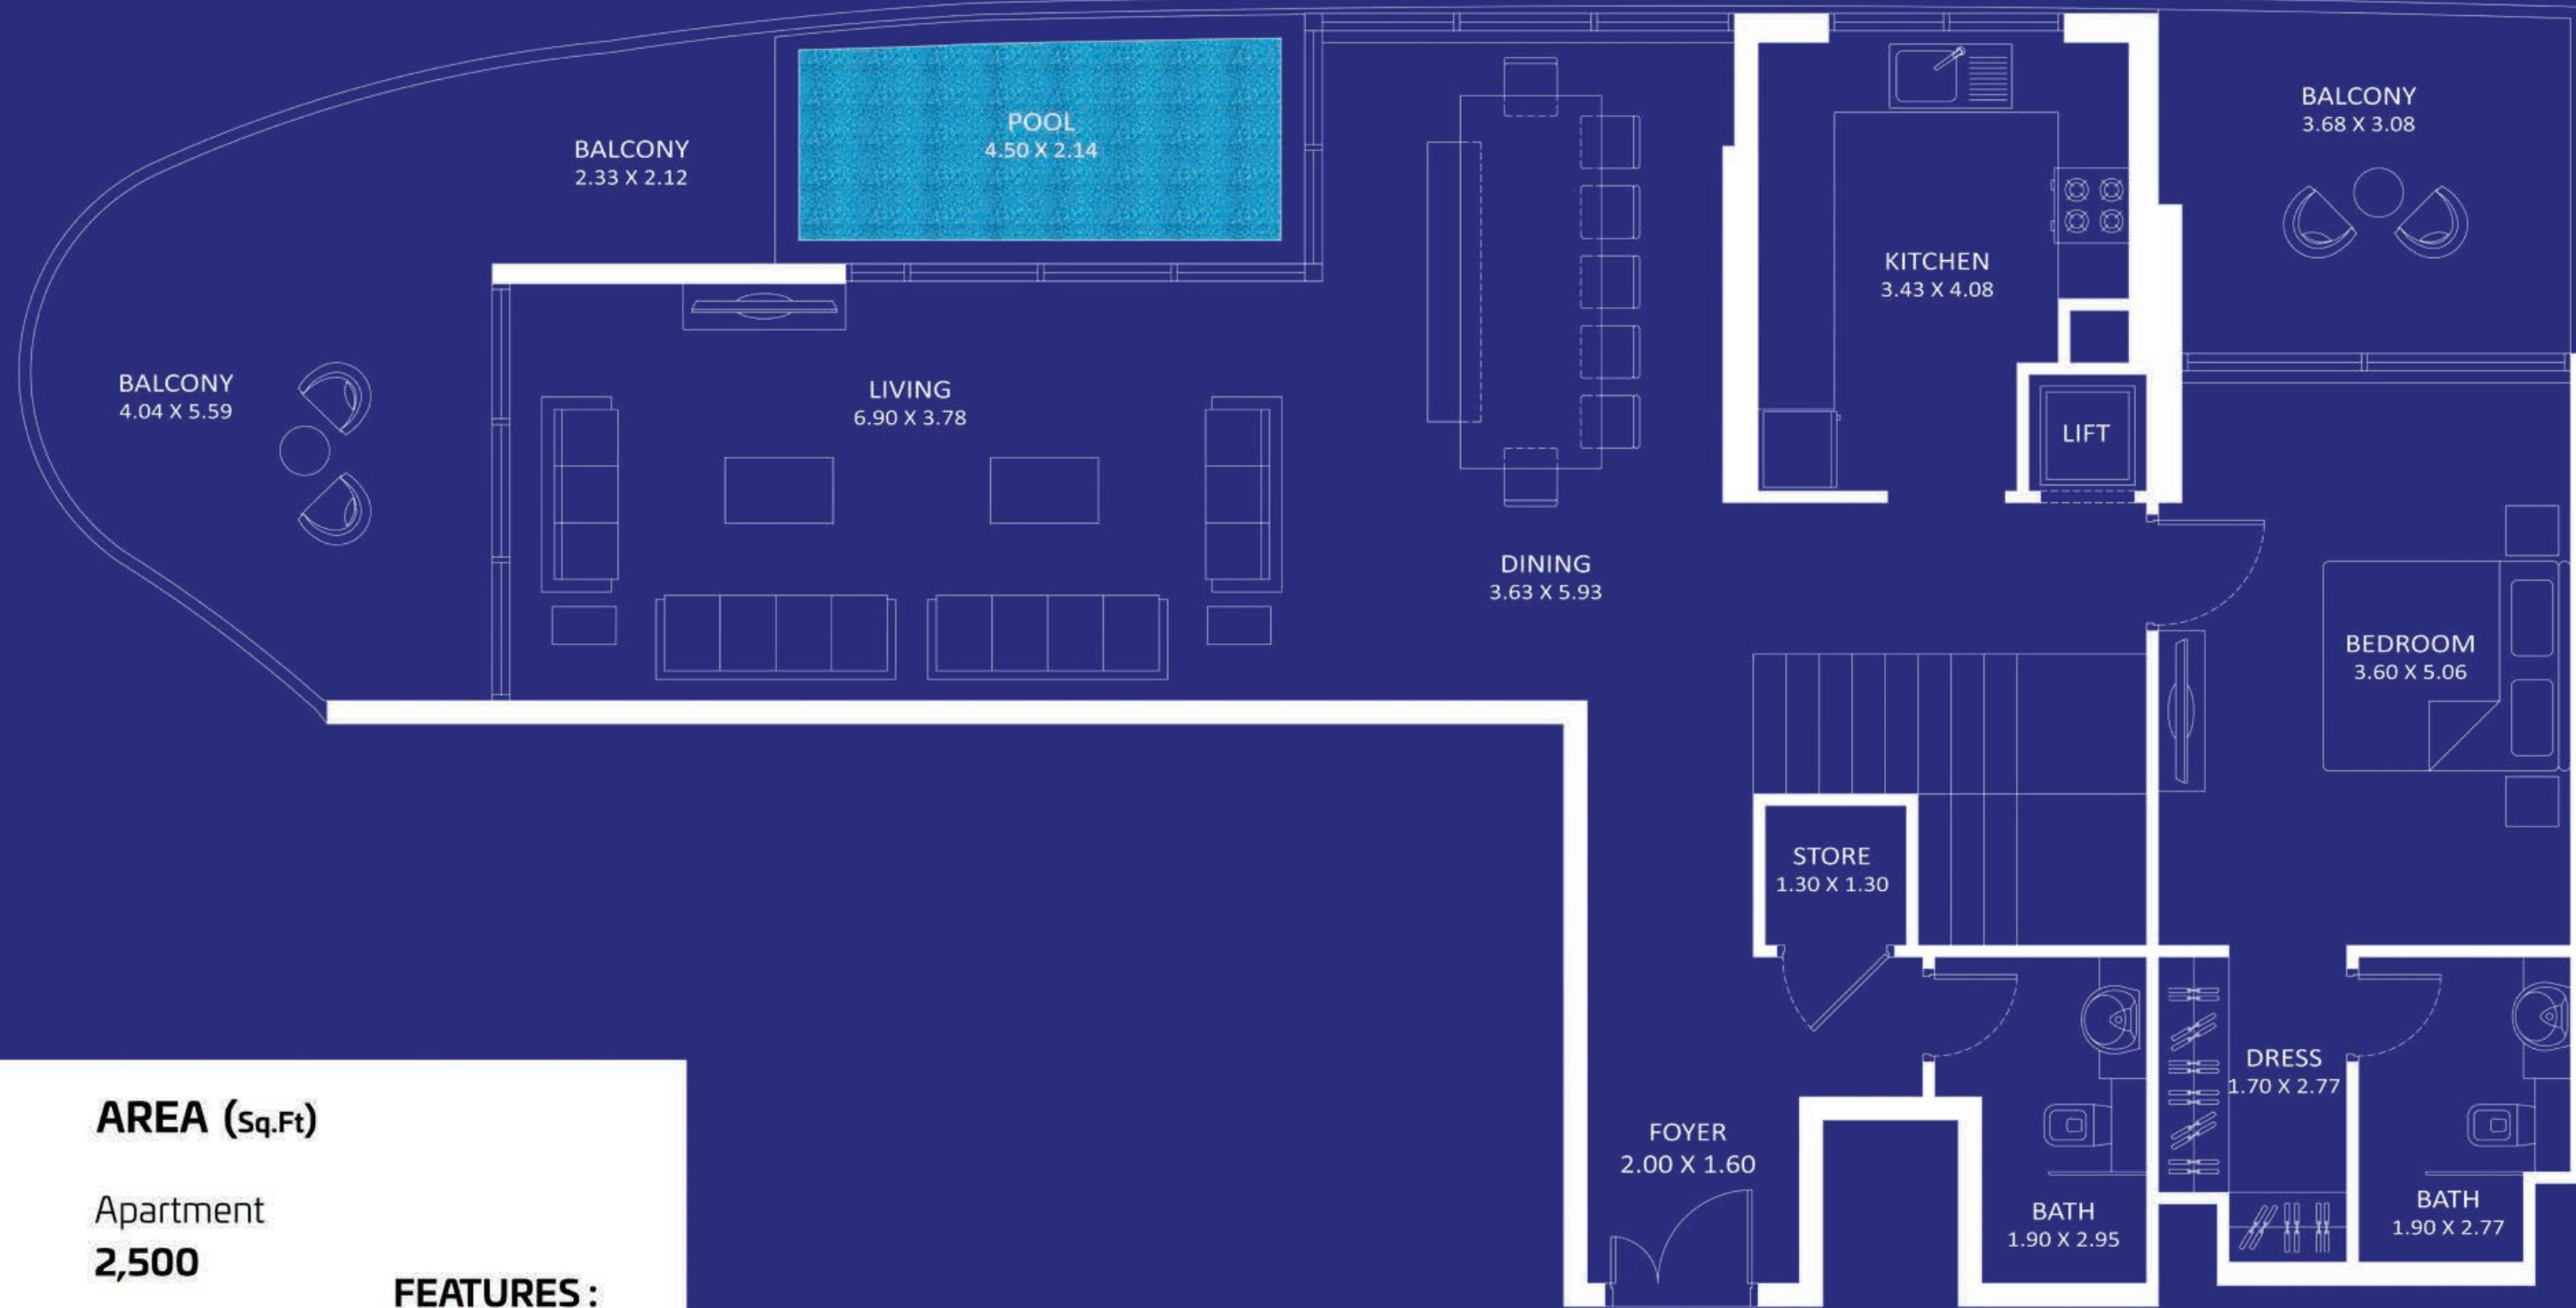 BALCONY
3.68 X 3.08
POOL
4.50 X 2.14
BALCONY
2.33 X 2.12
KITCHEN
3.43 X 4.08
BALCONY
4.04 X 5.59
LIVING
6.90 X 3.78
LIFT
DINING
3.63 X 5.93
BEDROOM
3.60 X 5.06
STORE
1.30 X 1.30
DRESS
1.70 X 2.77
FOYER
2.00 X 1.60
BATH
1.90 X 2.95
BATH
1.90 X 2.77
AREA (Sq.Ft)
Apartment
2,500
FEATURES :